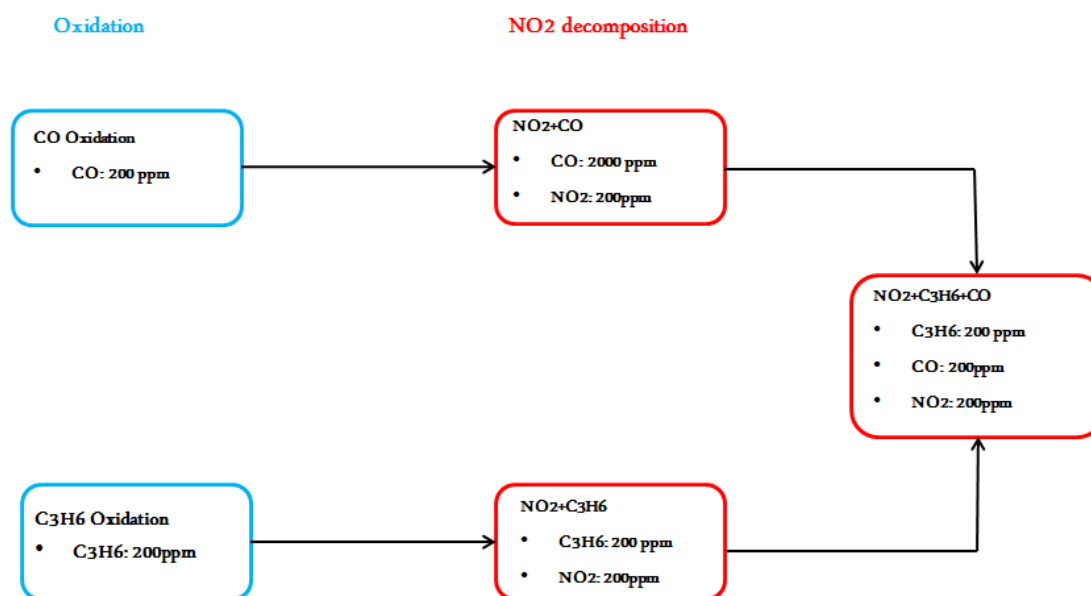 Oxidation
NO2 decomposition
CO Oxidation
• CO: 200 ppm
NO2+CO
• CO: 2000 ppm
• NO2: 200ppm
NO2+C3H6+CO
• C3H6: 200 ppm
• CO: 200ppm
• NO2: 200ppm
C3H6 Oxidation
• C3H6: 200ppm
NO2+C3H6
• C3H6: 200 ppm
• NO2: 200ppm